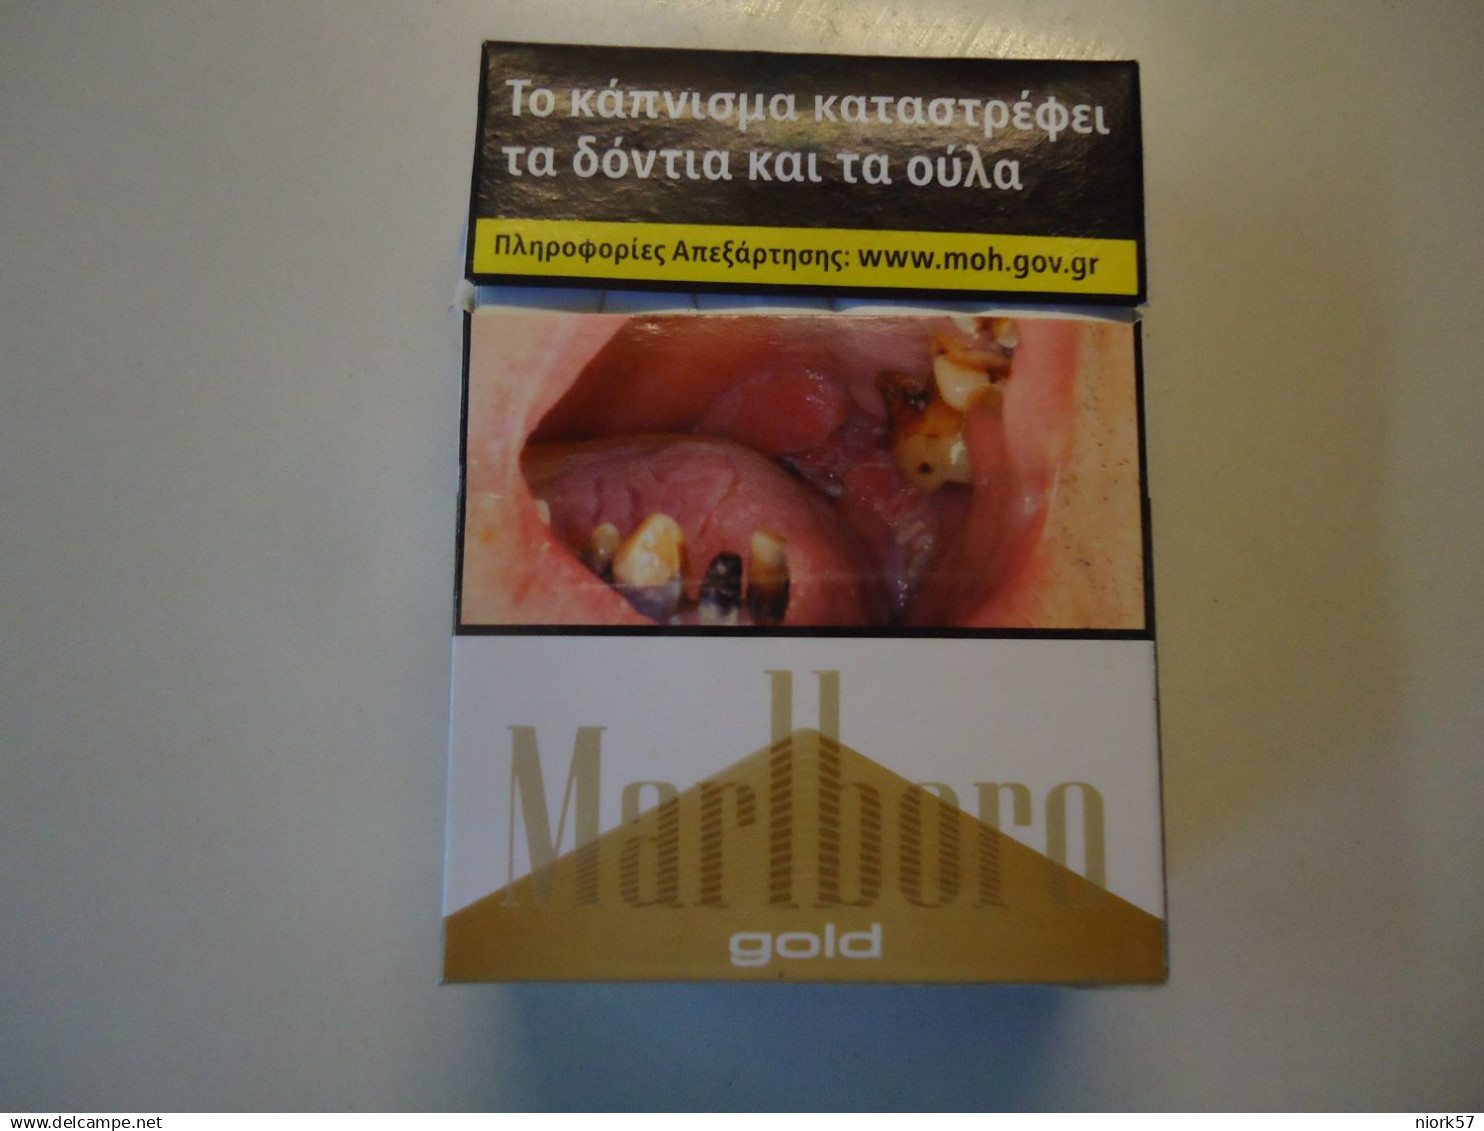 Το κάπνισμα καταστρέφει
τα δόντια και τα ούλα
Πληροφορίες Απεξάρτησης: www.moh.gov.gr
Marlboro
gold
delcampe.net
niork57